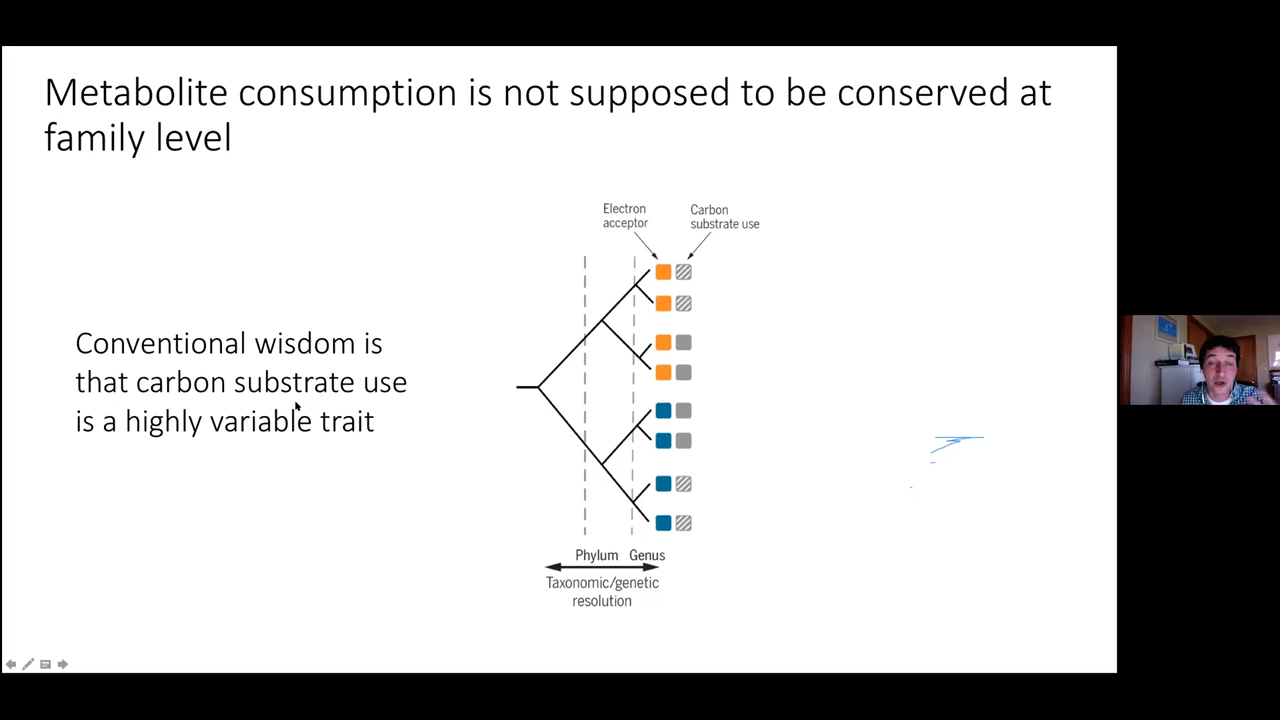 Metabolite consumption is not supposed to be conserved at
family level
Electron
acceptor
Carbon
substrate use
Conventional wisdom is
that carbon substrate use
is a highly variable trait
Phylum Genus
Taxonomic/genetic
resolution